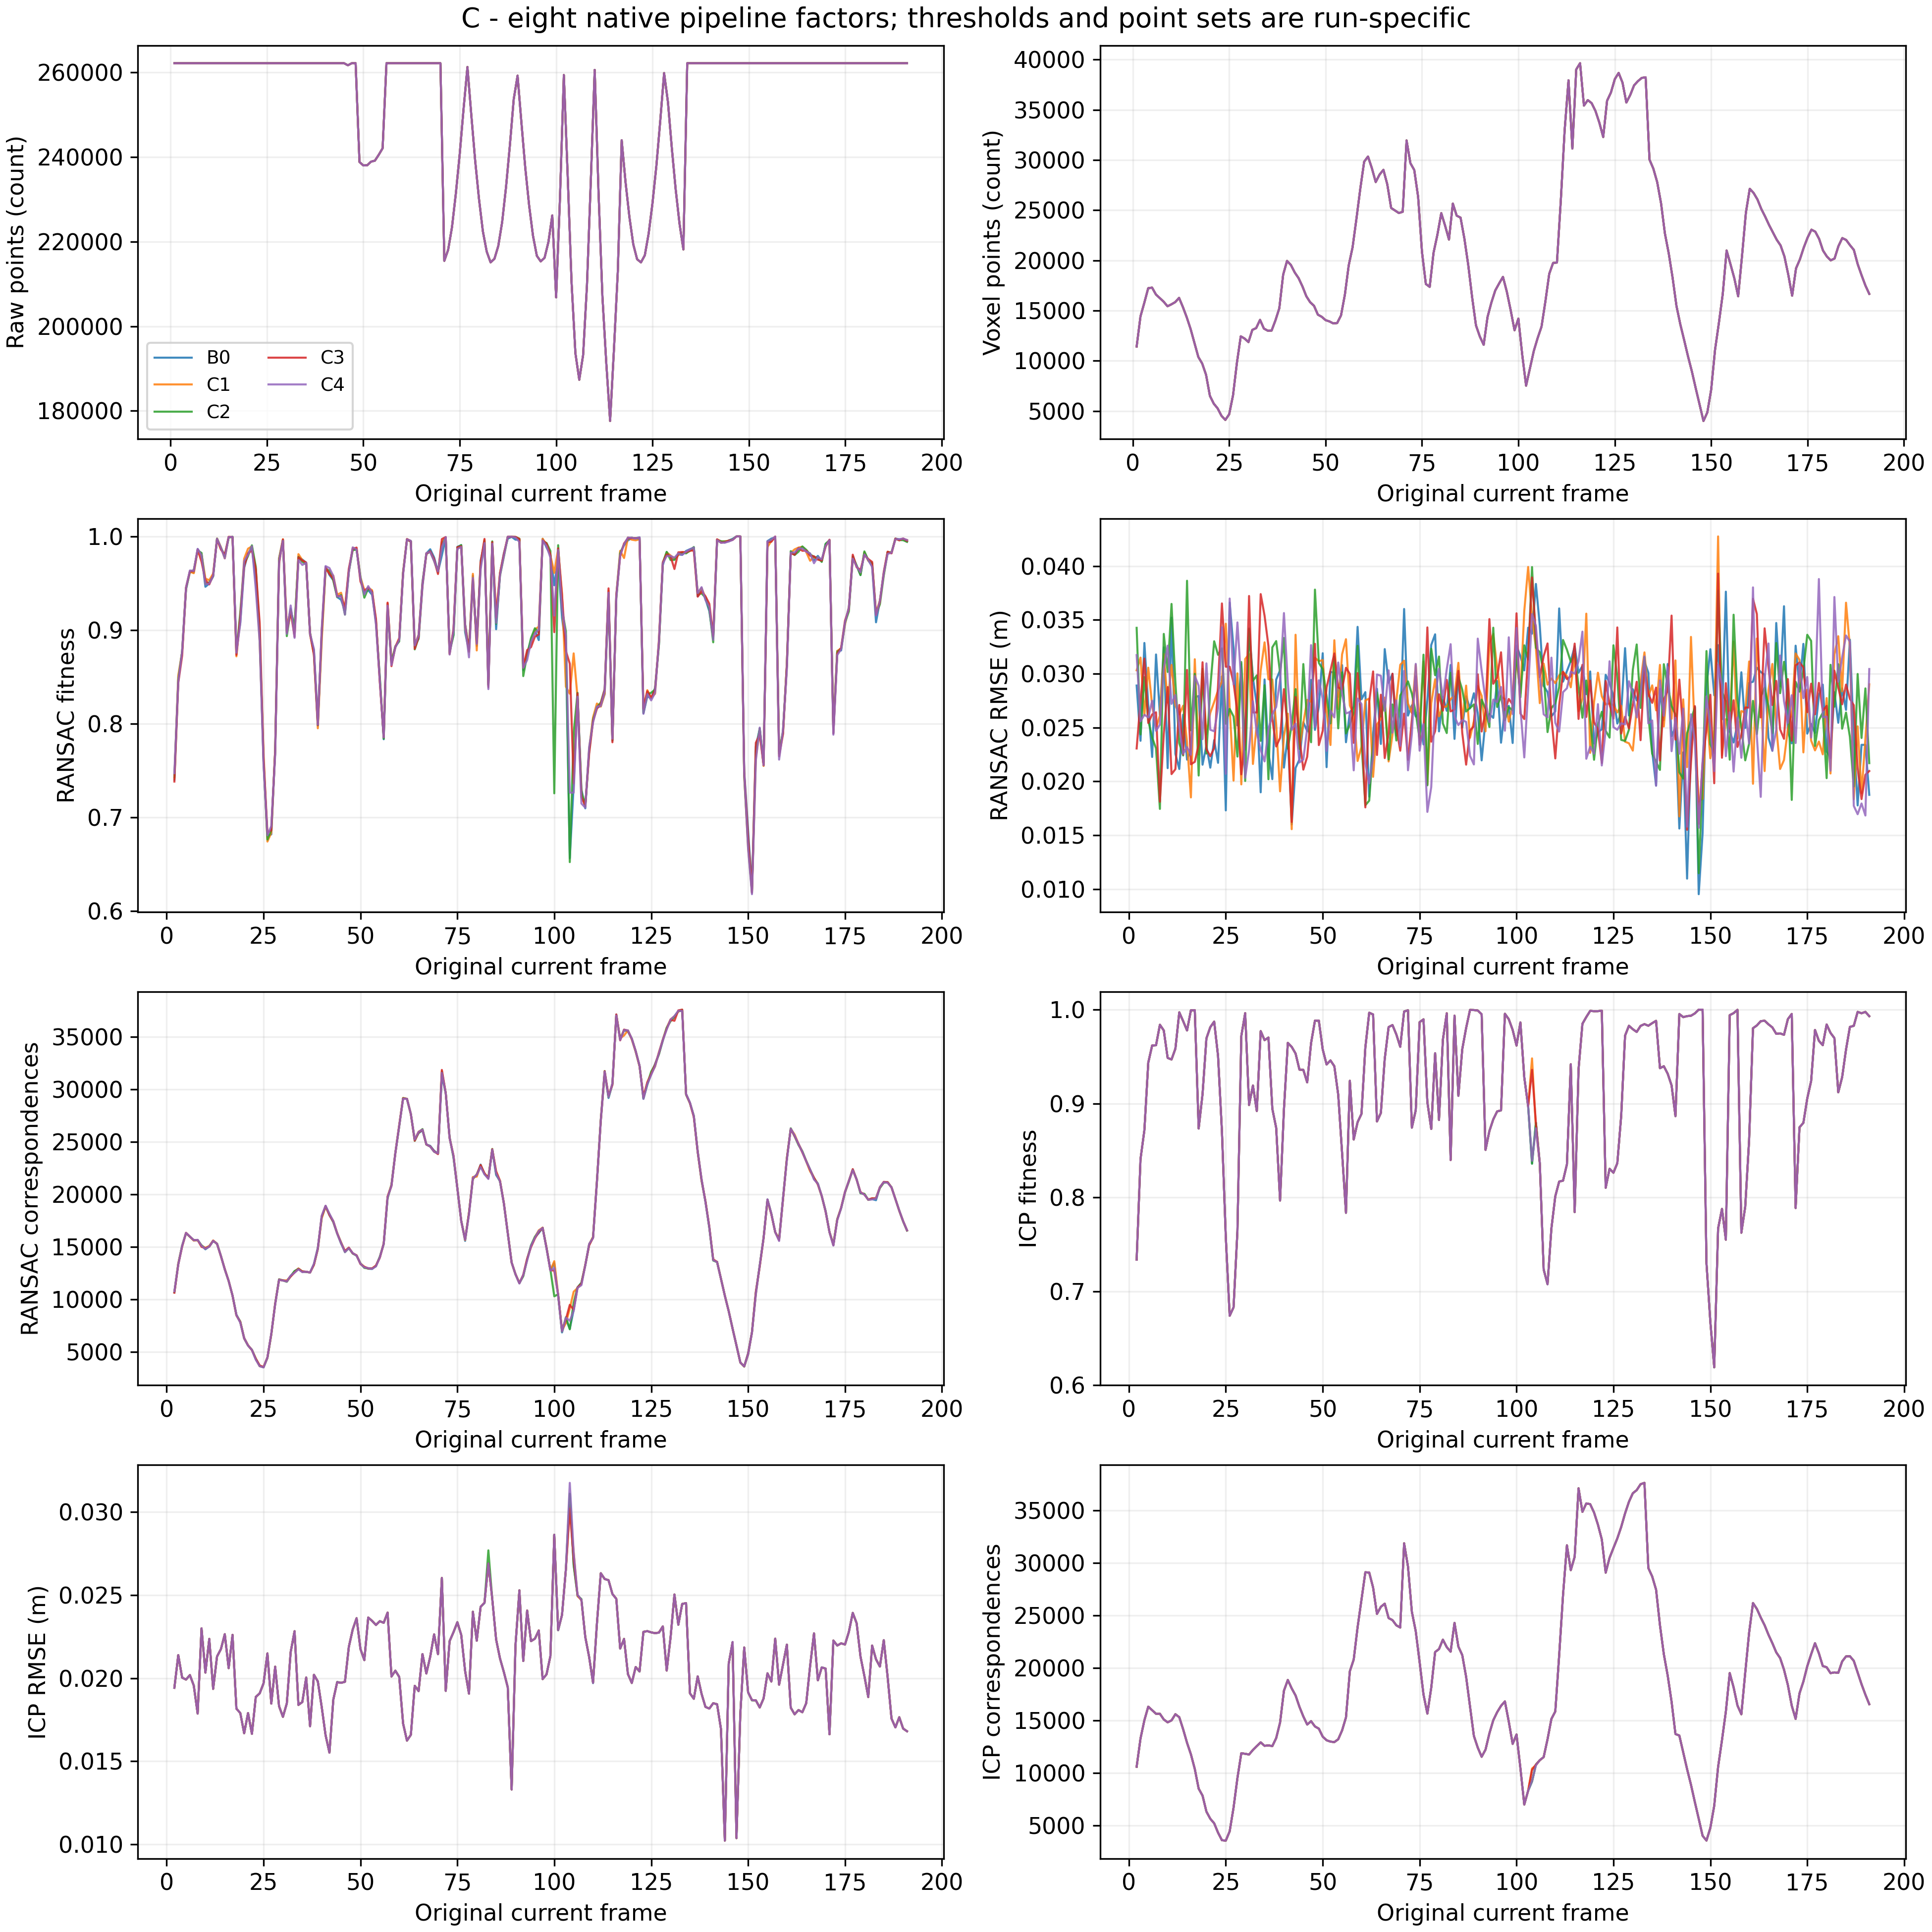 C - eight native pipeline factors; thresholds and point sets are run-specific
Raw points (count)
260000
240000
220000
200000
180000
B0
C1
C2
C3
C4
0 25 50 75 100 125 150 175 200
Original current frame
Voxel points (count)
40000
35000
30000
25000
20000
15000
10000
5000
0 25 50 75 100 125 150 175 200
Original current frame
RANSAC fitness
1.0
0.9
0.8
0.7
0.6
0 25 50 75 100 125 150 175 200
Original current frame
RANSAC RMSE (m)
0.040
0.035
0.030
0.025
0.020
0.015
0.010
0 25 50 75 100 125 150 175 200
Original current frame
RANSAC correspondences
35000
30000
25000
20000
15000
10000
5000
0 25 50 75 100 125 150 175 200
Original current frame
ICP fitness
1.0
0.9
0.8
0.7
0.6
0 25 50 75 100 125 150 175 200
Original current frame
ICP RMSE (m)
0.030
0.025
0.020
0.015
0.010
0 25 50 75 100 125 150 175 200
Original current frame
ICP correspondences
35000
30000
25000
20000
15000
10000
5000
0 25 50 75 100 125 150 175 200
Original current frame